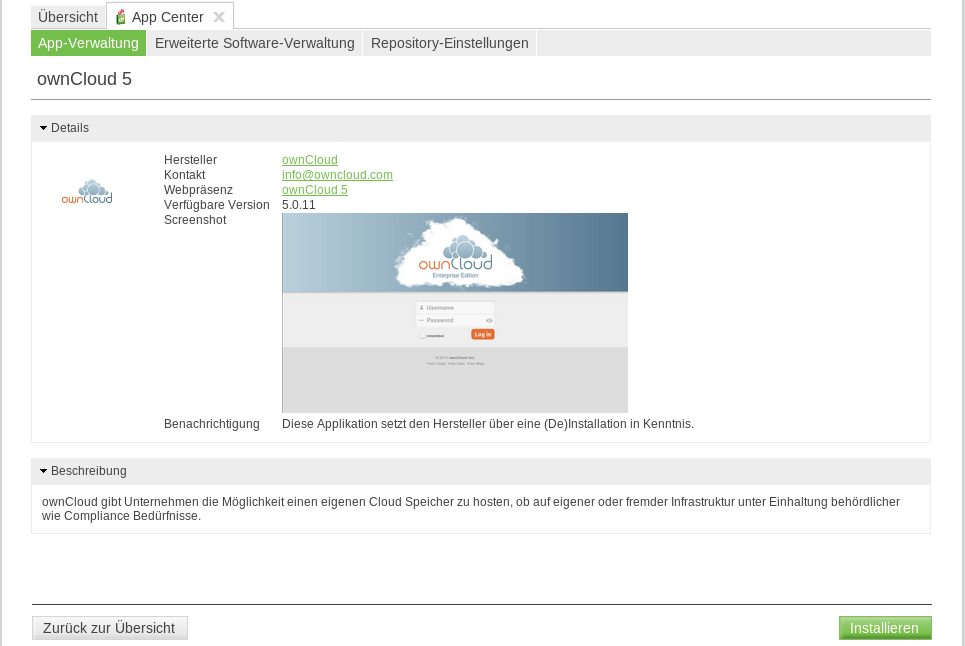 Übersicht App Center
App-Verwaltung Erweiterte Software-Verwaltung Repository-Einstellungen
ownCloud 5
Details
ownCloud
Hersteller ownCloud
Kontakt info@owncloud.com
Webpräsenz ownCloud 5
Verfügbare Version 5.0.11
Screenshot
ownCloud
Enterprise Edition
Username
Password
remember Log in
Benachrichtigung Diese Applikation setzt den Hersteller über eine (De)Installation in Kenntnis.
Beschreibung
ownCloud gibt Unternehmen die Möglichkeit einen eigenen Cloud Speicher zu hosten, ob auf eigener oder fremder Infrastruktur unter Einhaltung behördlicher
wie Compliance Bedürfnisse.
Zurück zur Übersicht Installieren